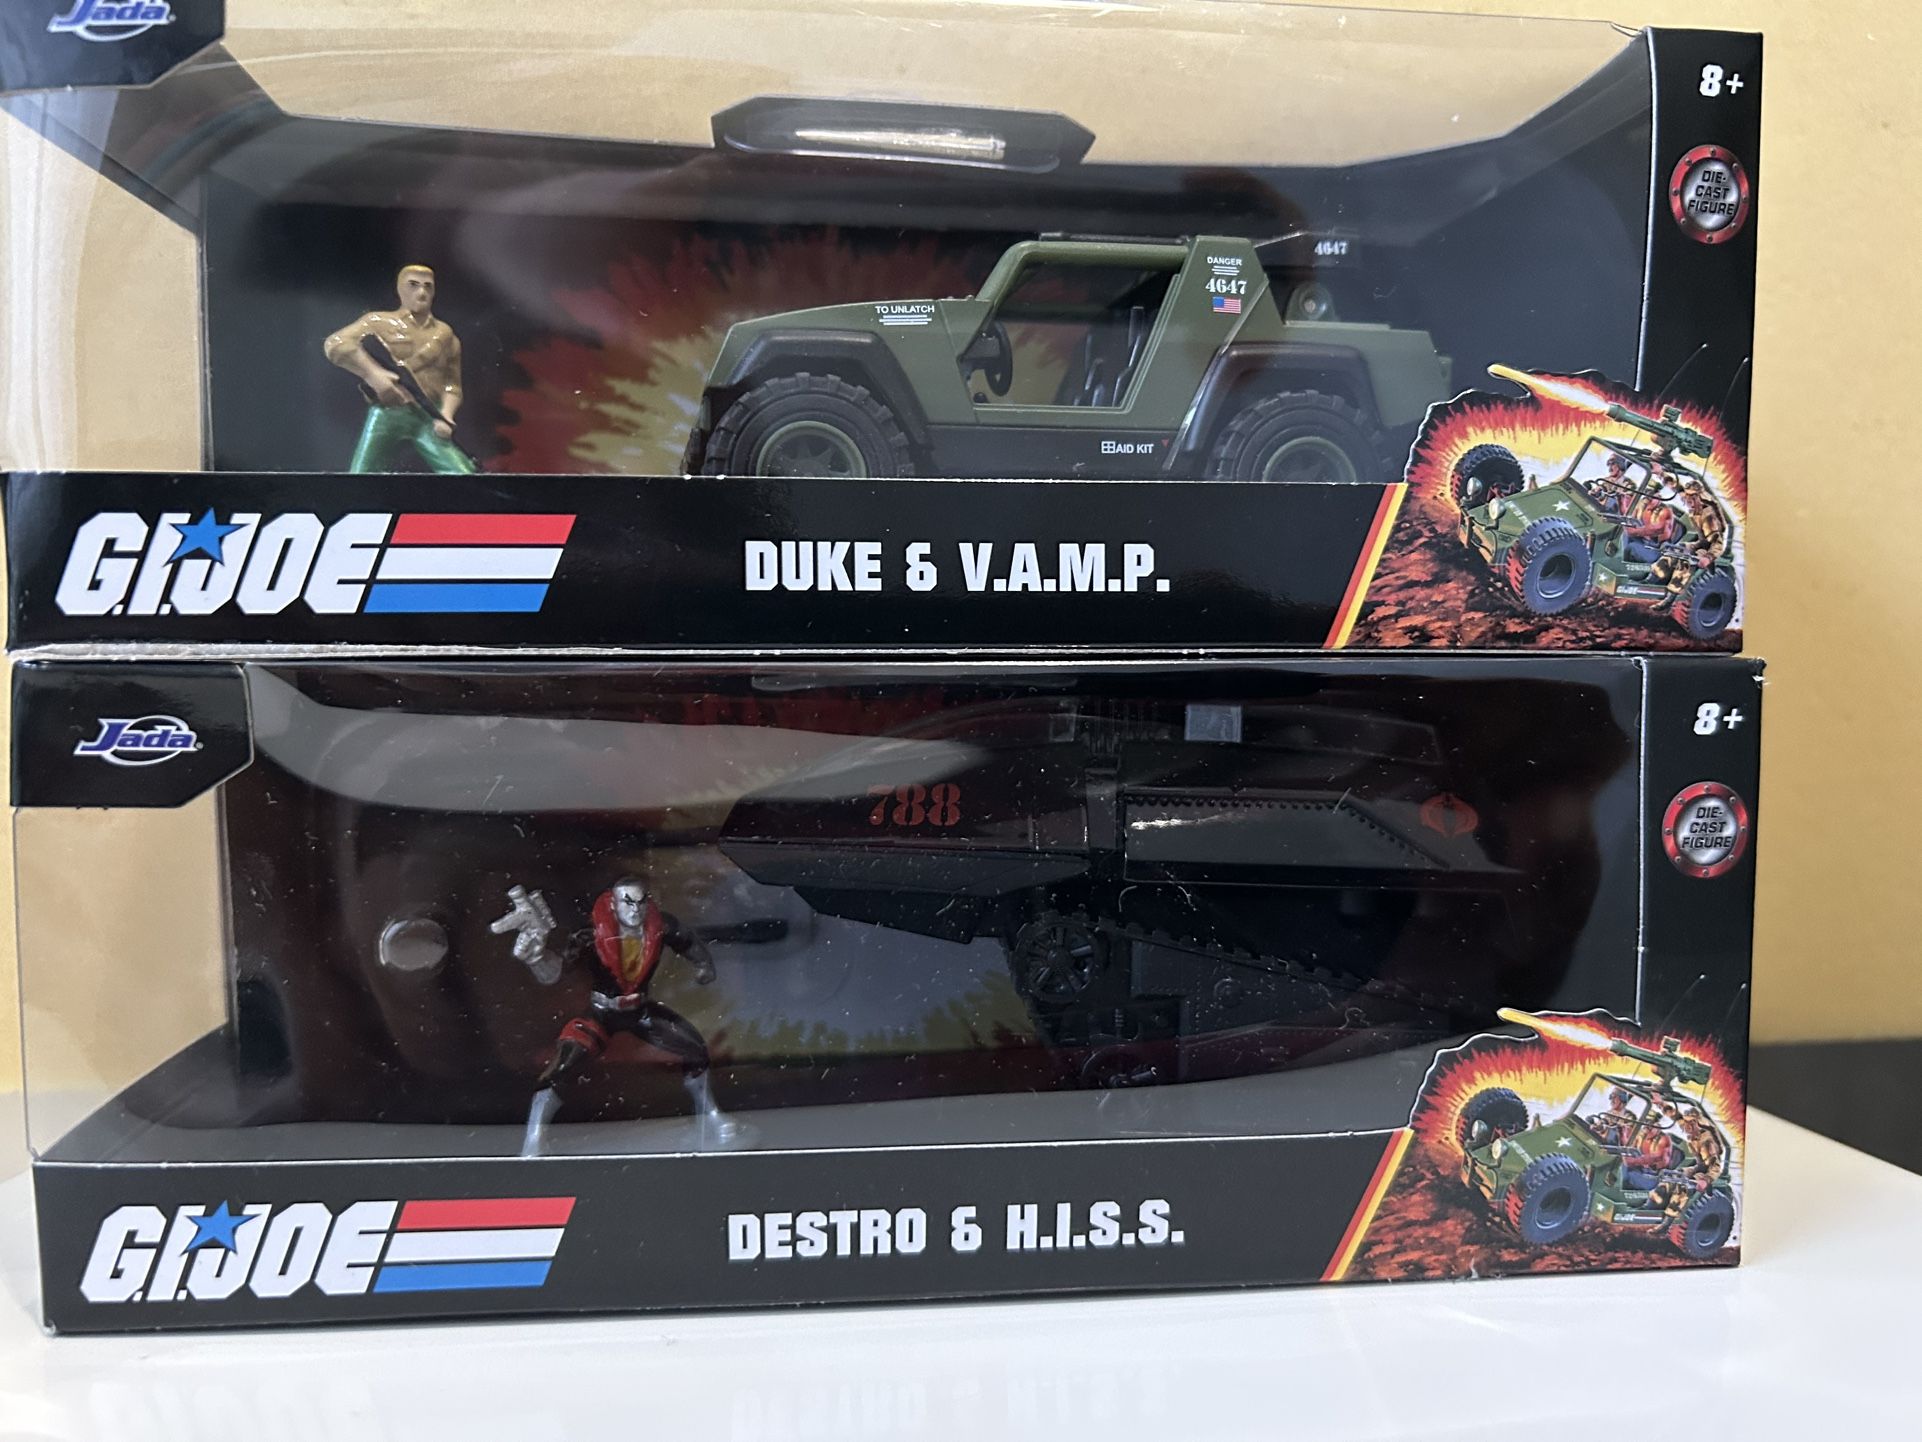 Jada
8+
DIE-
CAST
FIGURE
4647
DANGER
4647
TO UNLATCH
AID KIT
G.I.JOE
DUKE & V.A.M.P.
Jada
8+
DIE-
CAST
FIGURE
788
G.I.JOE
DESTRO & H.I.S.S.